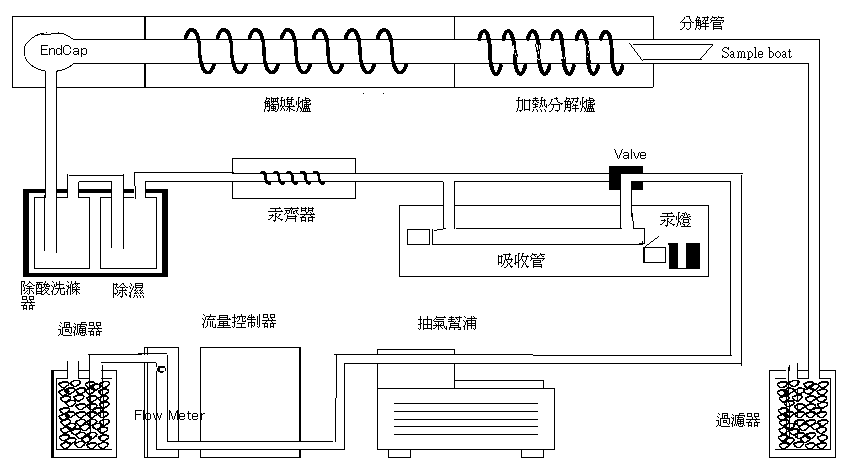 分解管
EndCap
Sample boat
觸媒爐
加熱分解爐
Valve
汞齊器
汞燈
吸收管
除酸洗滌
器
除濕
過濾器
流量控制器
抽氣幫浦
Flow Meter
過濾器